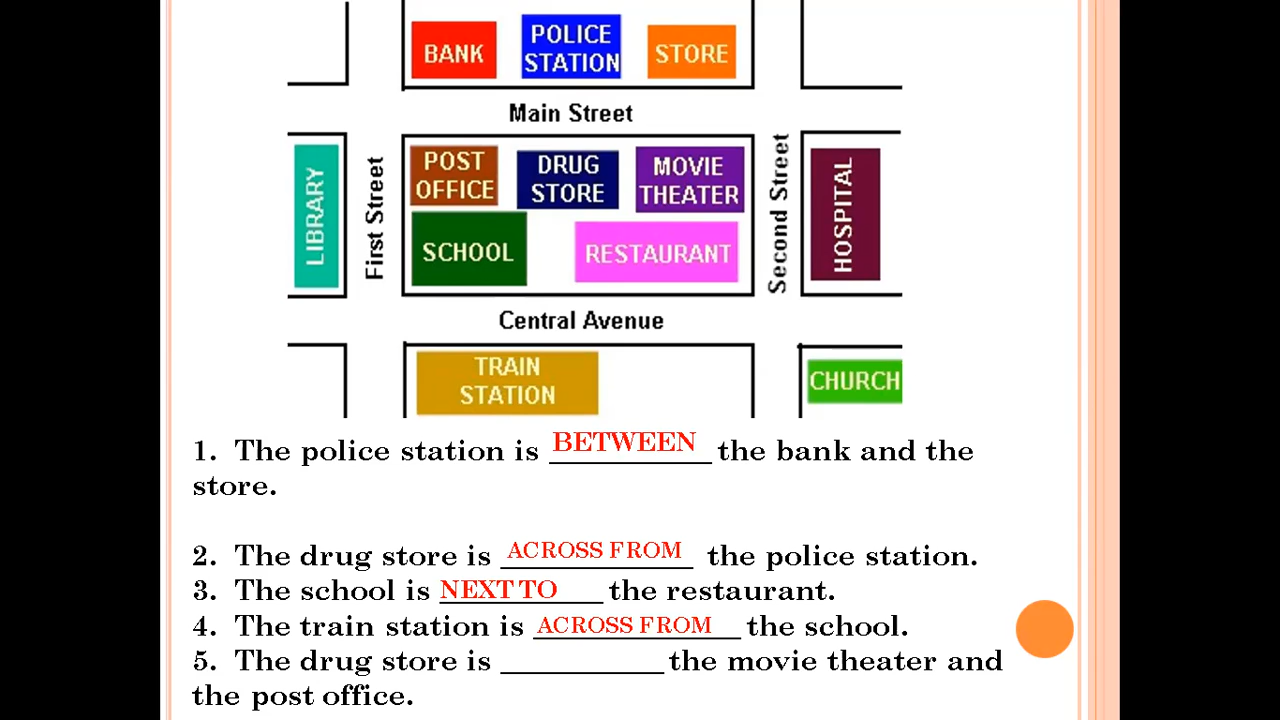 BANK
POLICE
STATION
STORE
Main Street
LIBRARY
First Street
POST
OFFICE
DRUG
STORE
MOVIE
THEATER
SCHOOL
RESTAURANT
Second Street
HOSPITAL
Central Avenue
TRAIN
STATION
CHURCH
1. The police station is BETWEEN the bank and the
store.
2. The drug store is ACROSS FROM the police station.
3. The school is NEXT TO the restaurant.
4. The train station is ACROSS FROM the school.
5. The drug store is ___________ the movie theater and
the post office.